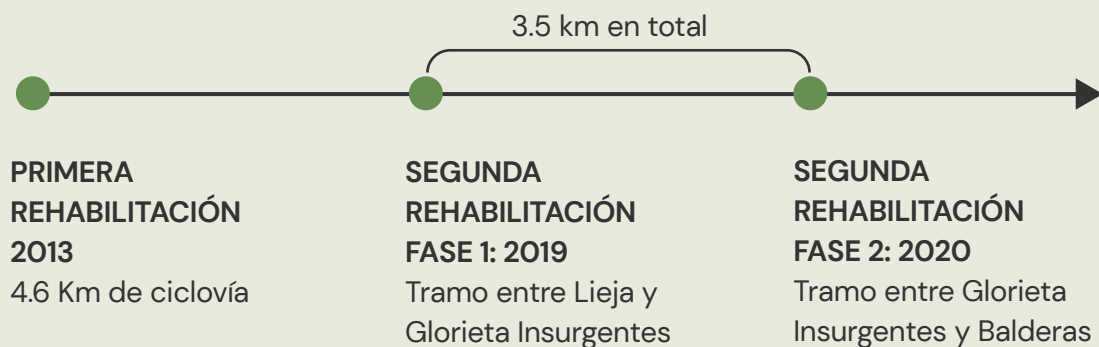 3.5 km en total
PRIMERA
REHABILITACIÓN
2013
4.6 Km de ciclovía
SEGUNDA
REHABILITACIÓN
FASE 1: 2019
Tramo entre Lieja y
Glorieta Insurgentes
SEGUNDA
REHABILITACIÓN
FASE 2: 2020
Tramo entre Glorieta
Insurgentes y Balderas